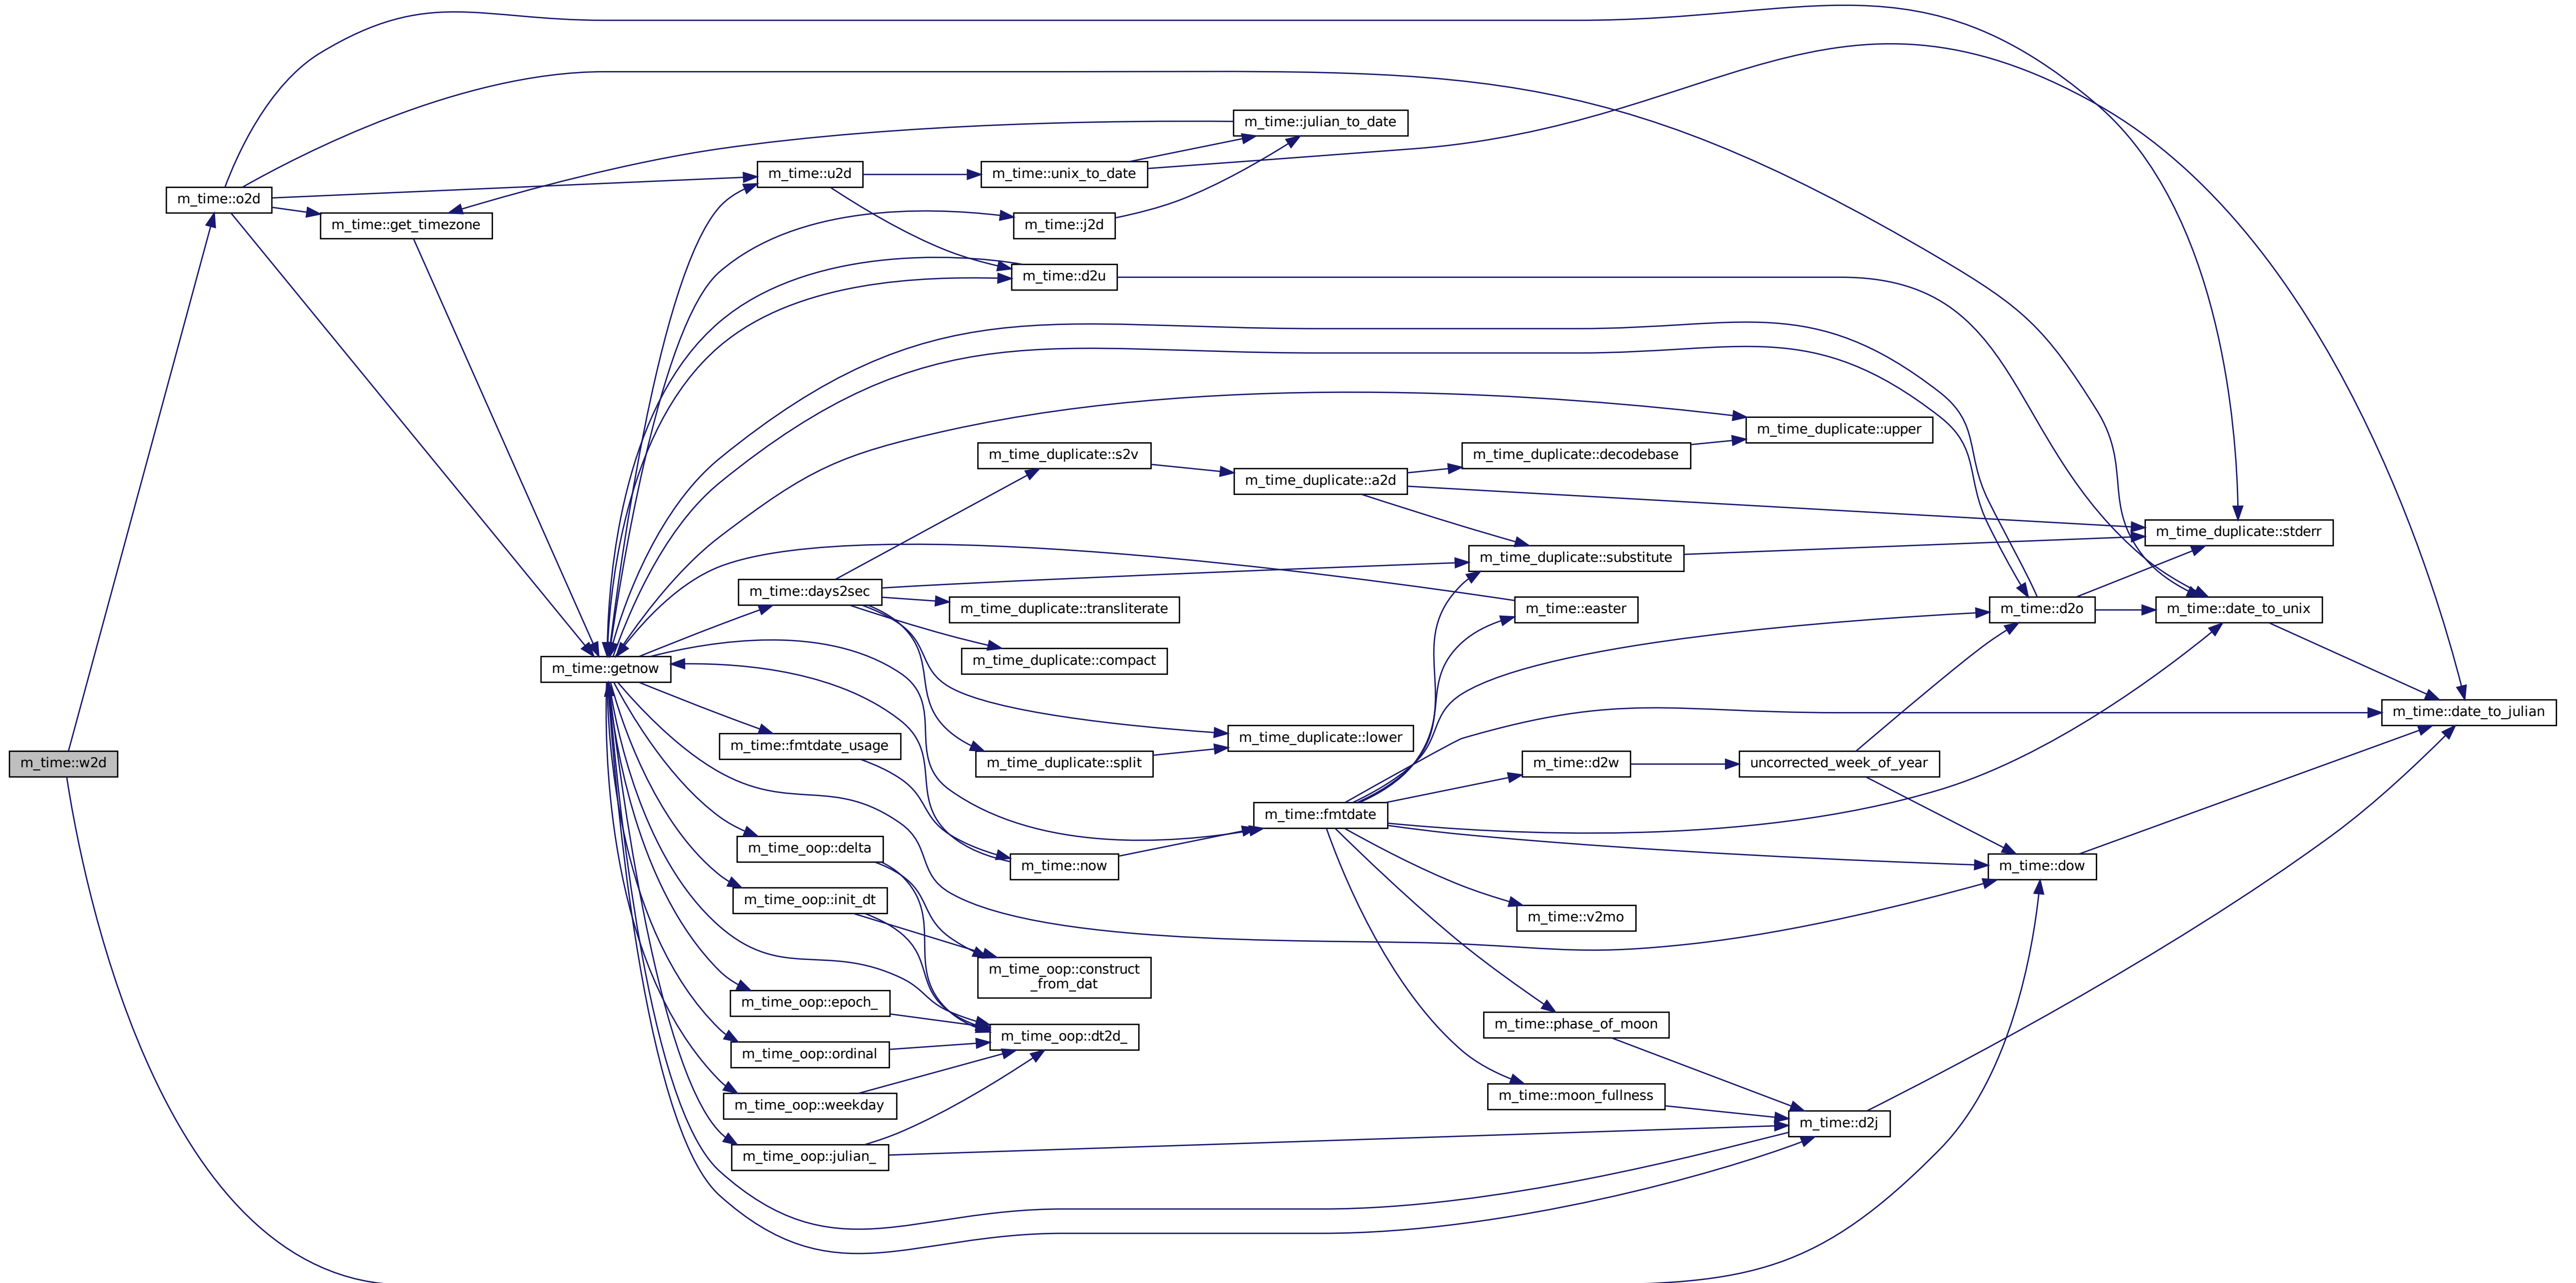 m_time::julian_to_date
m_time::u2d
m_time::unix_to_date
m_time::o2d
m_time::get_timezone
m_time::j2d
m_time::d2u
m_time_duplicate::upper
m_time_duplicate::s2v
m_time_duplicate::decodebase
m_time_duplicate::a2d
m_time_duplicate::stderr
m_time_duplicate::substitute
m_time::days2sec
m_time_duplicate::transliterate
m_time::easter
m_time::d2o
m_time::date_to_unix
m_time_duplicate::compact
m_time::getnow
m_time::date_to_julian
m_time_duplicate::lower
m_time::fmtdate_usage
m_time::w2d
m_time_duplicate::split
m_time::d2w
uncorrected_week_of_year
m_time::fmtdate
m_time_oop::delta
m_time::now
m_time::dow
m_time_oop::init_dt
m_time::v2mo
m_time_oop::construct
_from_dat
m_time_oop::epoch_
m_time::phase_of_moon
m_time_oop::dt2d_
m_time_oop::ordinal
m_time::moon_fullness
m_time_oop::weekday
m_time::d2j
m_time_oop::julian_